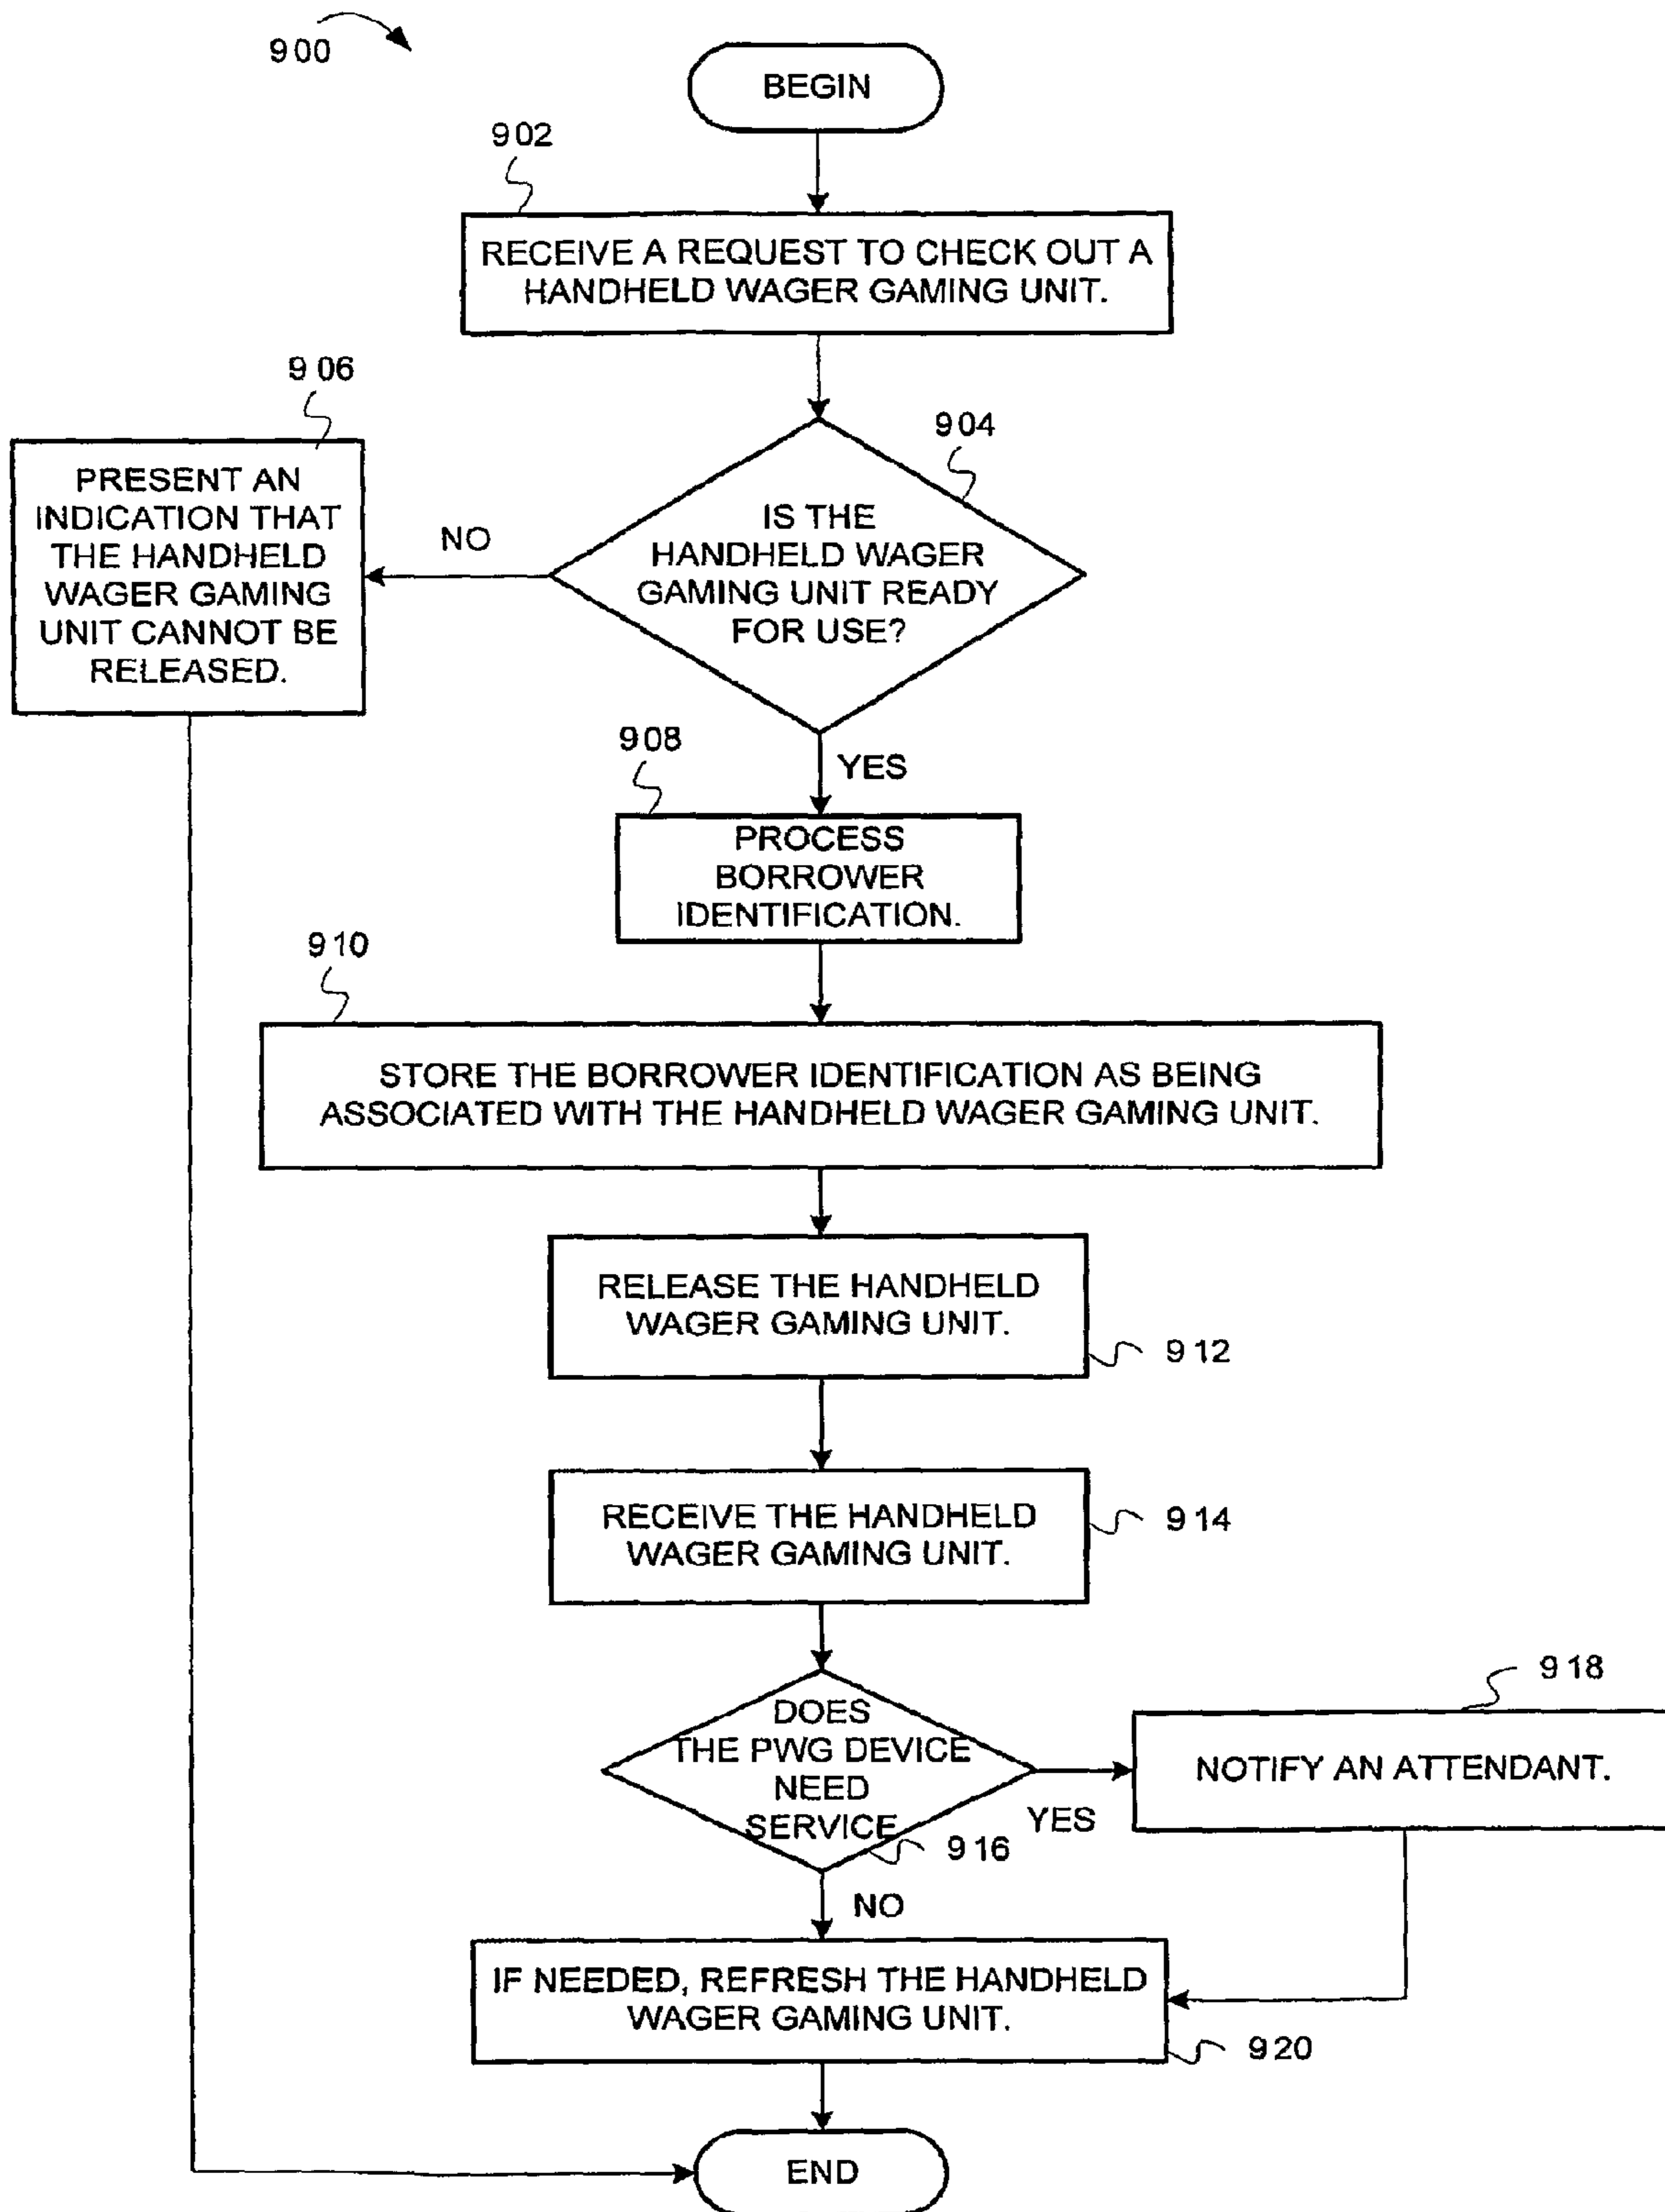 900
BEGIN
902
RECEIVE A REQUEST TO CHECK OUT A
HANDHELD WAGER GAMING UNIT.
904
IS THE
HANDHELD WAGER
GAMING UNIT READY
FOR USE?
NO
906
PRESENT AN
INDICATION THAT
THE HANDHELD
WAGER GAMING
UNIT CANNOT BE
RELEASED.
YES
908
PROCESS
BORROWER
IDENTIFICATION.
910
STORE THE BORROWER IDENTIFICATION AS BEING
ASSOCIATED WITH THE HANDHELD WAGER GAMING UNIT.
RELEASE THE HANDHELD
WAGER GAMING UNIT.
912
RECEIVE THE HANDHELD
WAGER GAMING UNIT.
914
DOES
THE PWG DEVICE
NEED
SERVICE
916
YES
918
NOTIFY AN ATTENDANT.
NO
IF NEEDED, REFRESH THE HANDHELD
WAGER GAMING UNIT.
920
END